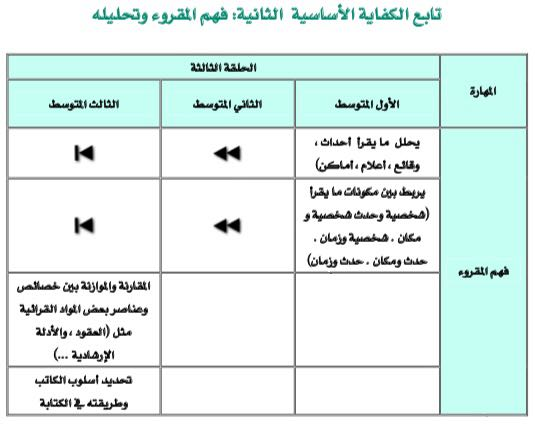 تابع الكفاية الأساسية الثانية: فهم المقروء وتحليله
المهارة
الحلقة الثالثة
الأول المتوسط
الثاني المتوسط
الثالث المتوسط
فهم المقروء
يحلل ما يقرأ أحداث ،
وقائع ، أعلام ، أماكن)
يربط بين مكونات ما يقرأ
(شخصية وحدث شخصية و
مكان . شخصية وزمان .
حدث ومكان . حدث وزمان)
المقارنة والموازنة بين خصائص
وعناصر بعض المواد القرائية
مثل (العقود ، والأدلة
الإرشادية ...)
تحديد أسلوب الكاتب
وطريقته في الكتابة